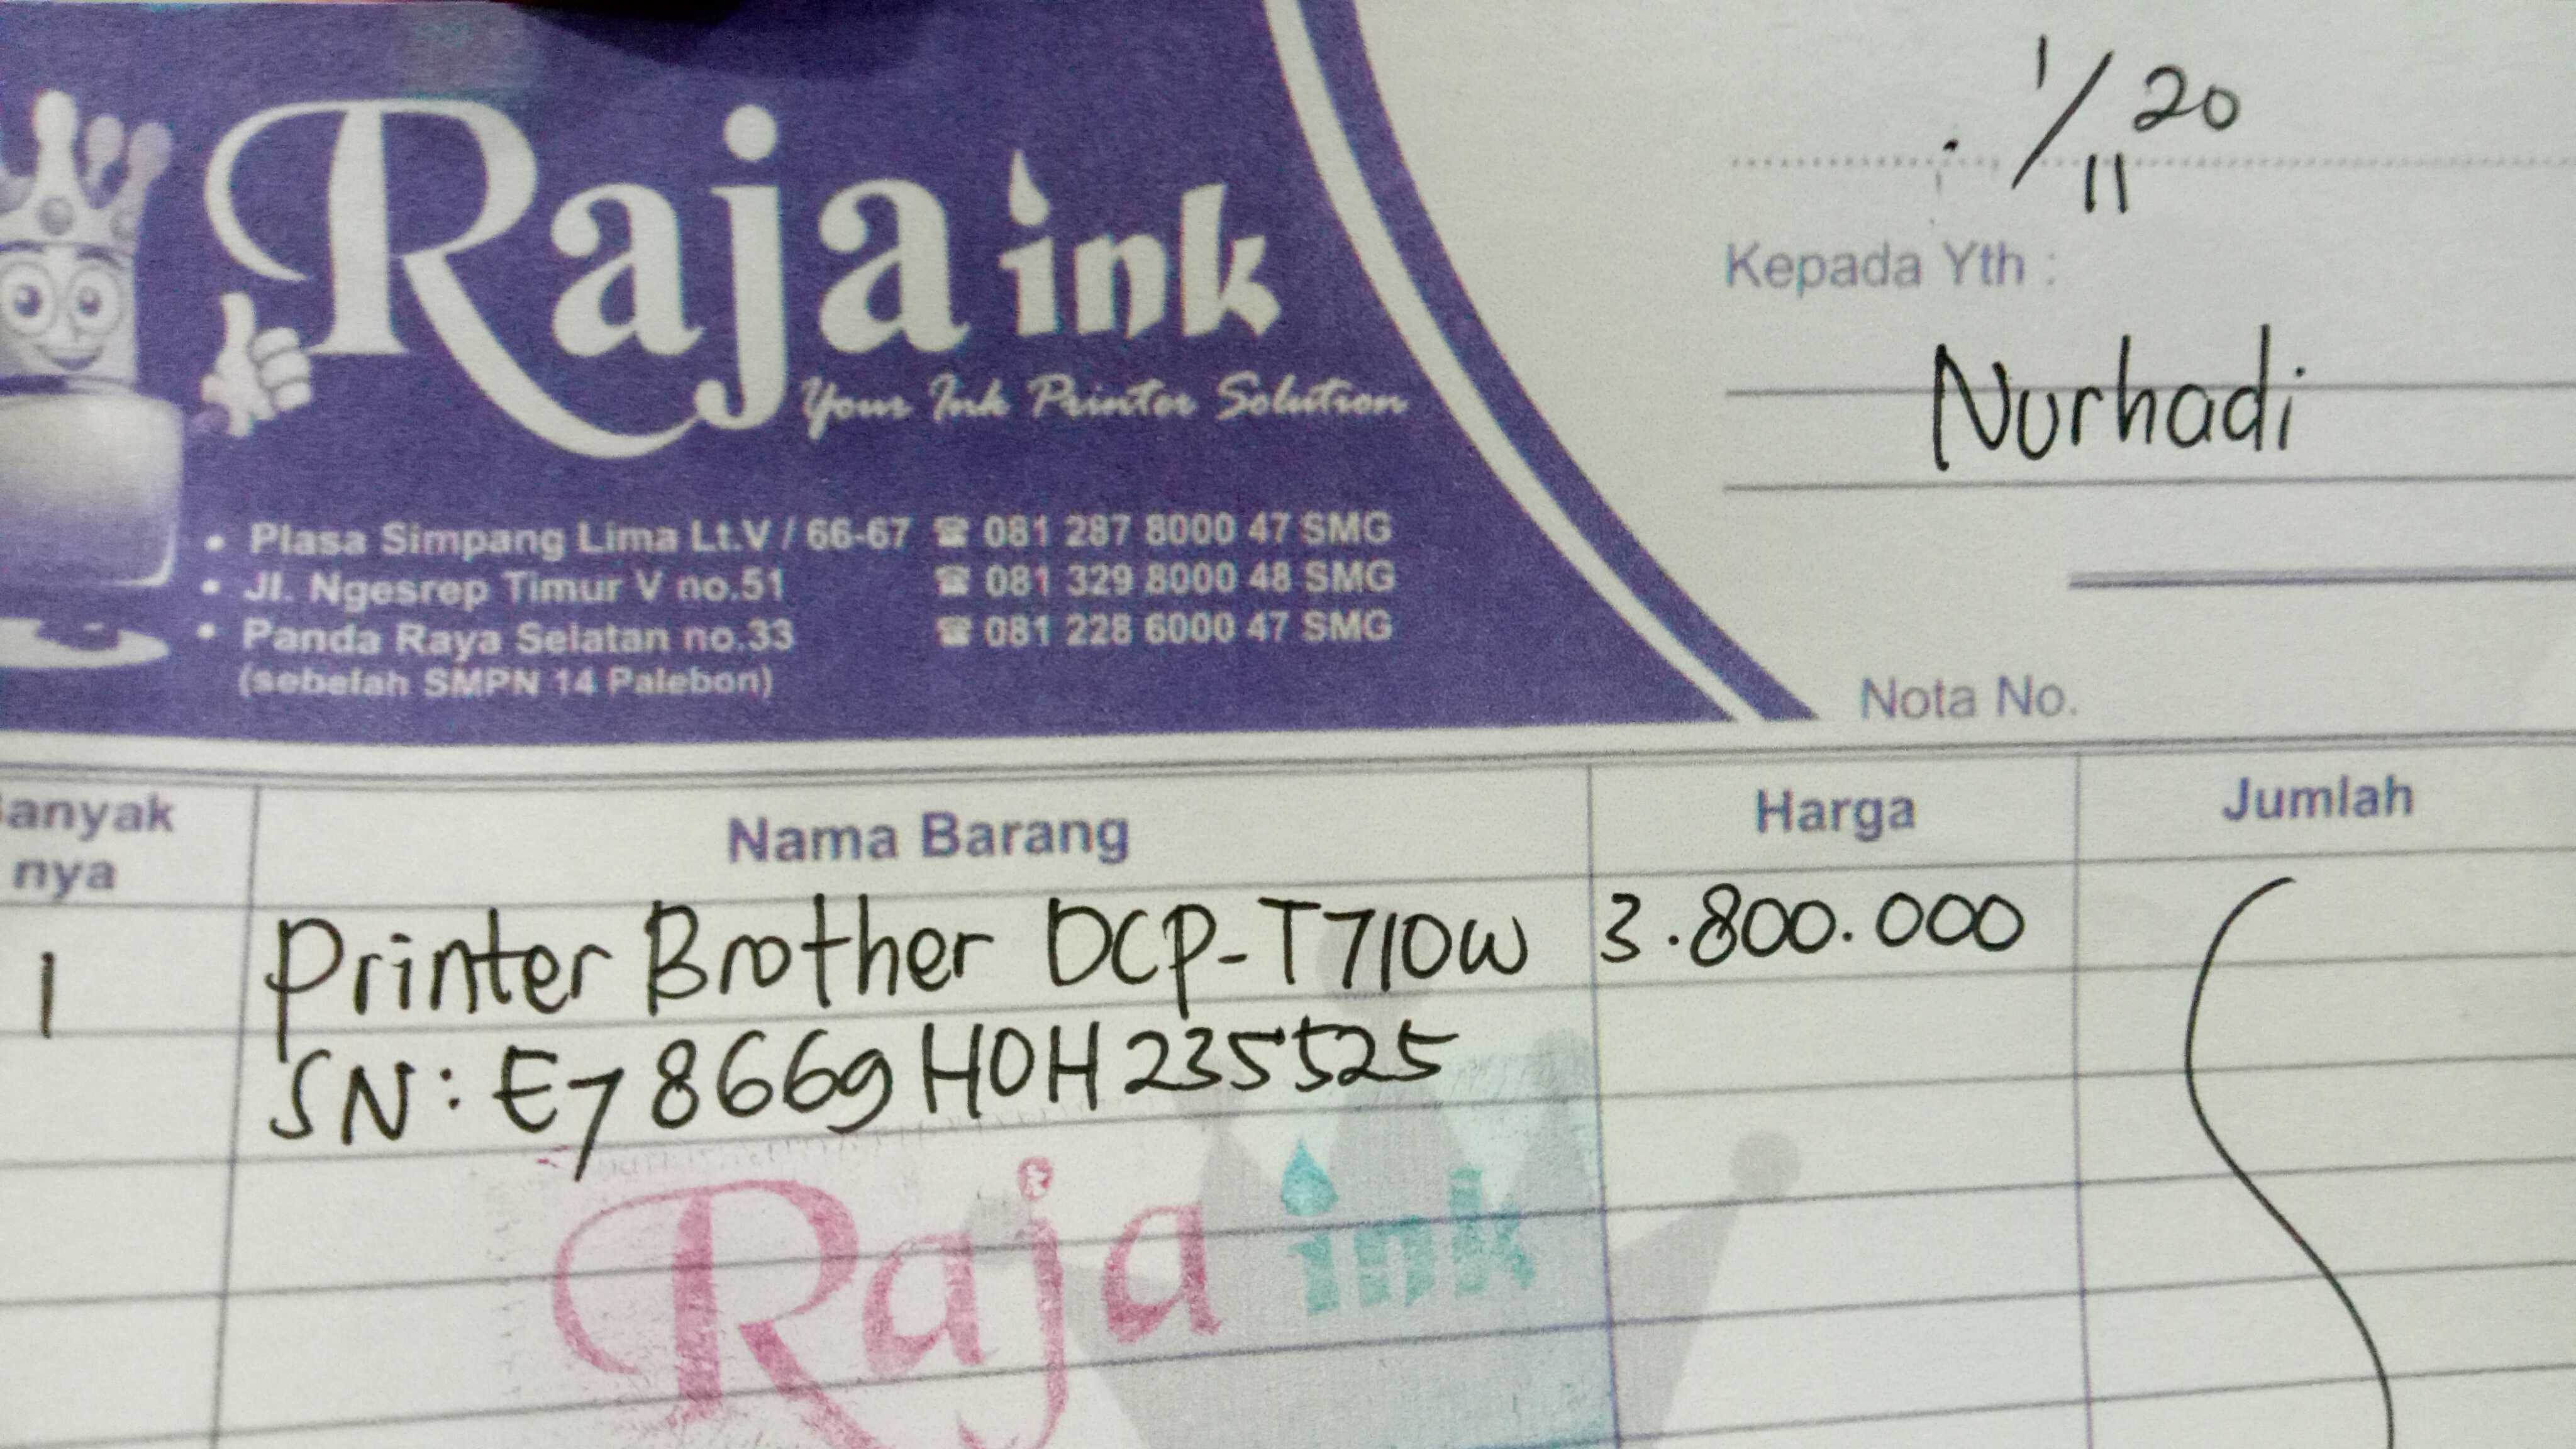 Raja ink
Your Ink Printer Solution
• Plasa Simpang Lima Lt.V / 66-67 ☎ 081 287 8000 47 SMG
• Jl. Ngesrep Timur V no.51 ☎ 081 329 8000 48 SMG
• Panda Raya Selatan no.33 ☎ 081 228 6000 47 SMG
(sebelah SMPN 14 Palebon)
1/11 20
Kepada Yth :
Nurhadi
Nota No.
anyak nya Nama Barang Harga Jumlah
1 Printer Brother DCP-T710W 3.800.000
SN: E78669H0H235525
Raja ink